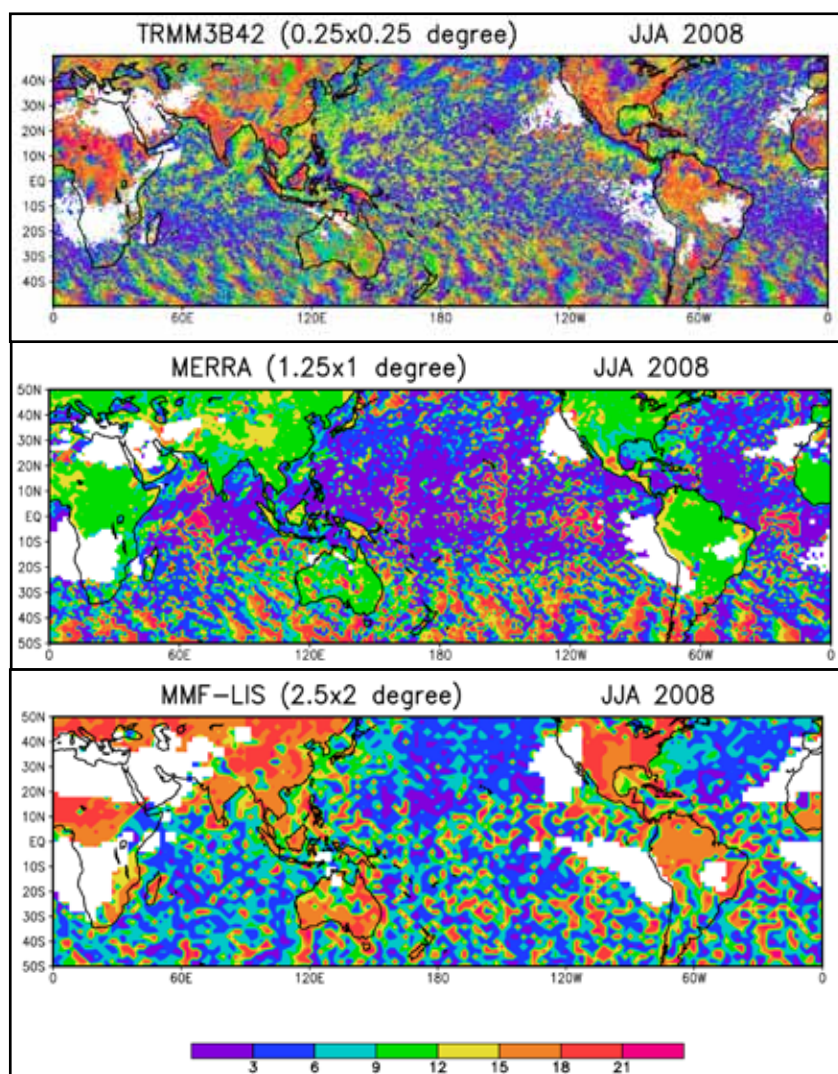 TRMM3B42 (0.25x0.25 degree) JJA 2008
40N
30N
20N
10N
EQ
10S
20S
30S
40S
0 60E 120E 180 120W 60W 0
MERRA (1.25x1 degree) JJA 2008
50N
40N
30N
20N
10N
EQ
10S
20S
30S
40S
50S
0 60E 120E 180 120W 60W 0
MMF-LIS (2.5x2 degree) JJA 2008
50N
40N
30N
20N
10N
EQ
10S
20S
30S
40S
50S
0 60E 120E 180 120W 60W 0
3 6 9 12 15 18 21